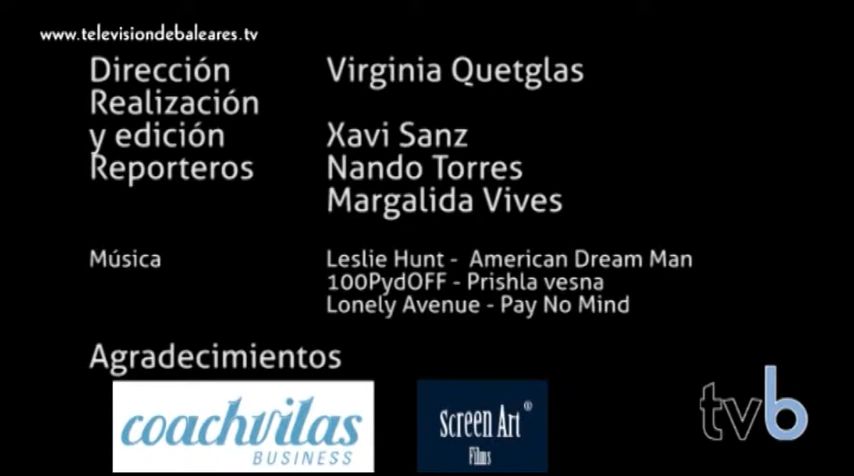 www.televisiondebaleares.tv
Dirección Virginia Quetglas
Realización
y edición Xavi Sanz
Reporteros Nando Torres
Margalida Vives
Música Leslie Hunt - American Dream Man
100PydOFF - Prishla vesna
Lonely Avenue - Pay No Mind
Agradecimientos
coachvilas
BUSINESS
Screen Art ®
Films
tvb